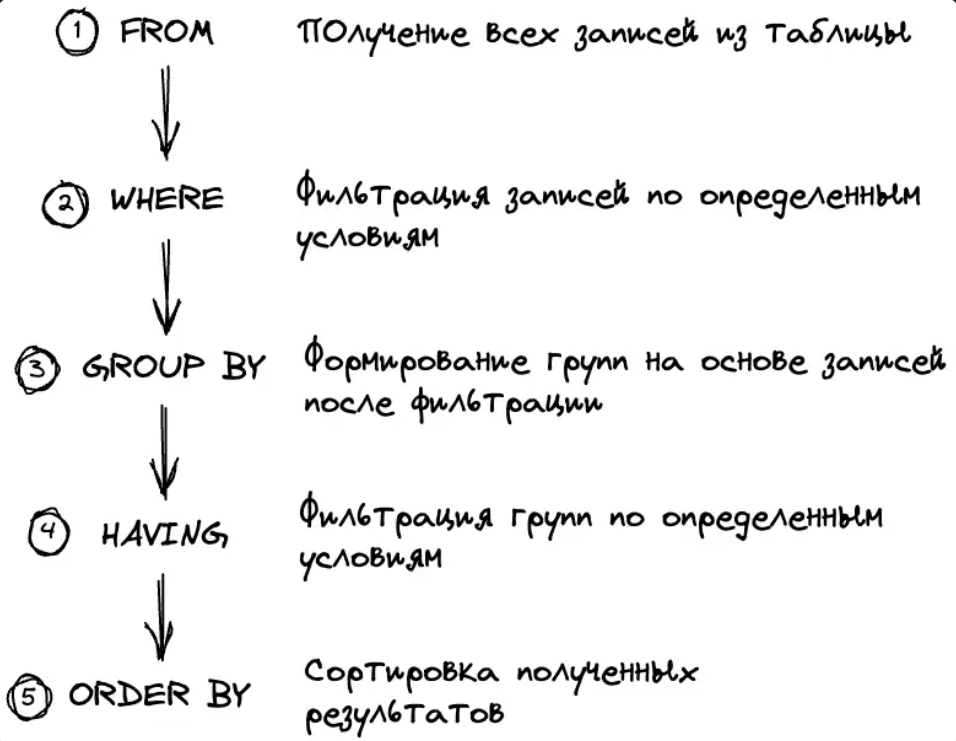 1 FROM Получение всех записей из таблицы
2 WHERE Фильтрация записей по определенным
условиям
3 GROUP BY Формирование групп на основе записей
после фильтрации
4 HAVING Фильтрация групп по определенным
условиям
5 ORDER BY Сортировка полученных
результатов